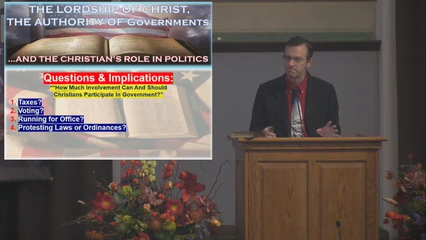 THE LORDSHIP OF CHRIST,
THE AUTHORITY OF GOVERNMENTS
...AND THE CHRISTIAN'S ROLE IN POLITICS
Questions & Implications:
"How Much Involvement Can And Should
Christians Participate in Government?"
1. Taxes?
2. Voting?
3. Running for Office?
4. Protesting Laws or Ordinances?